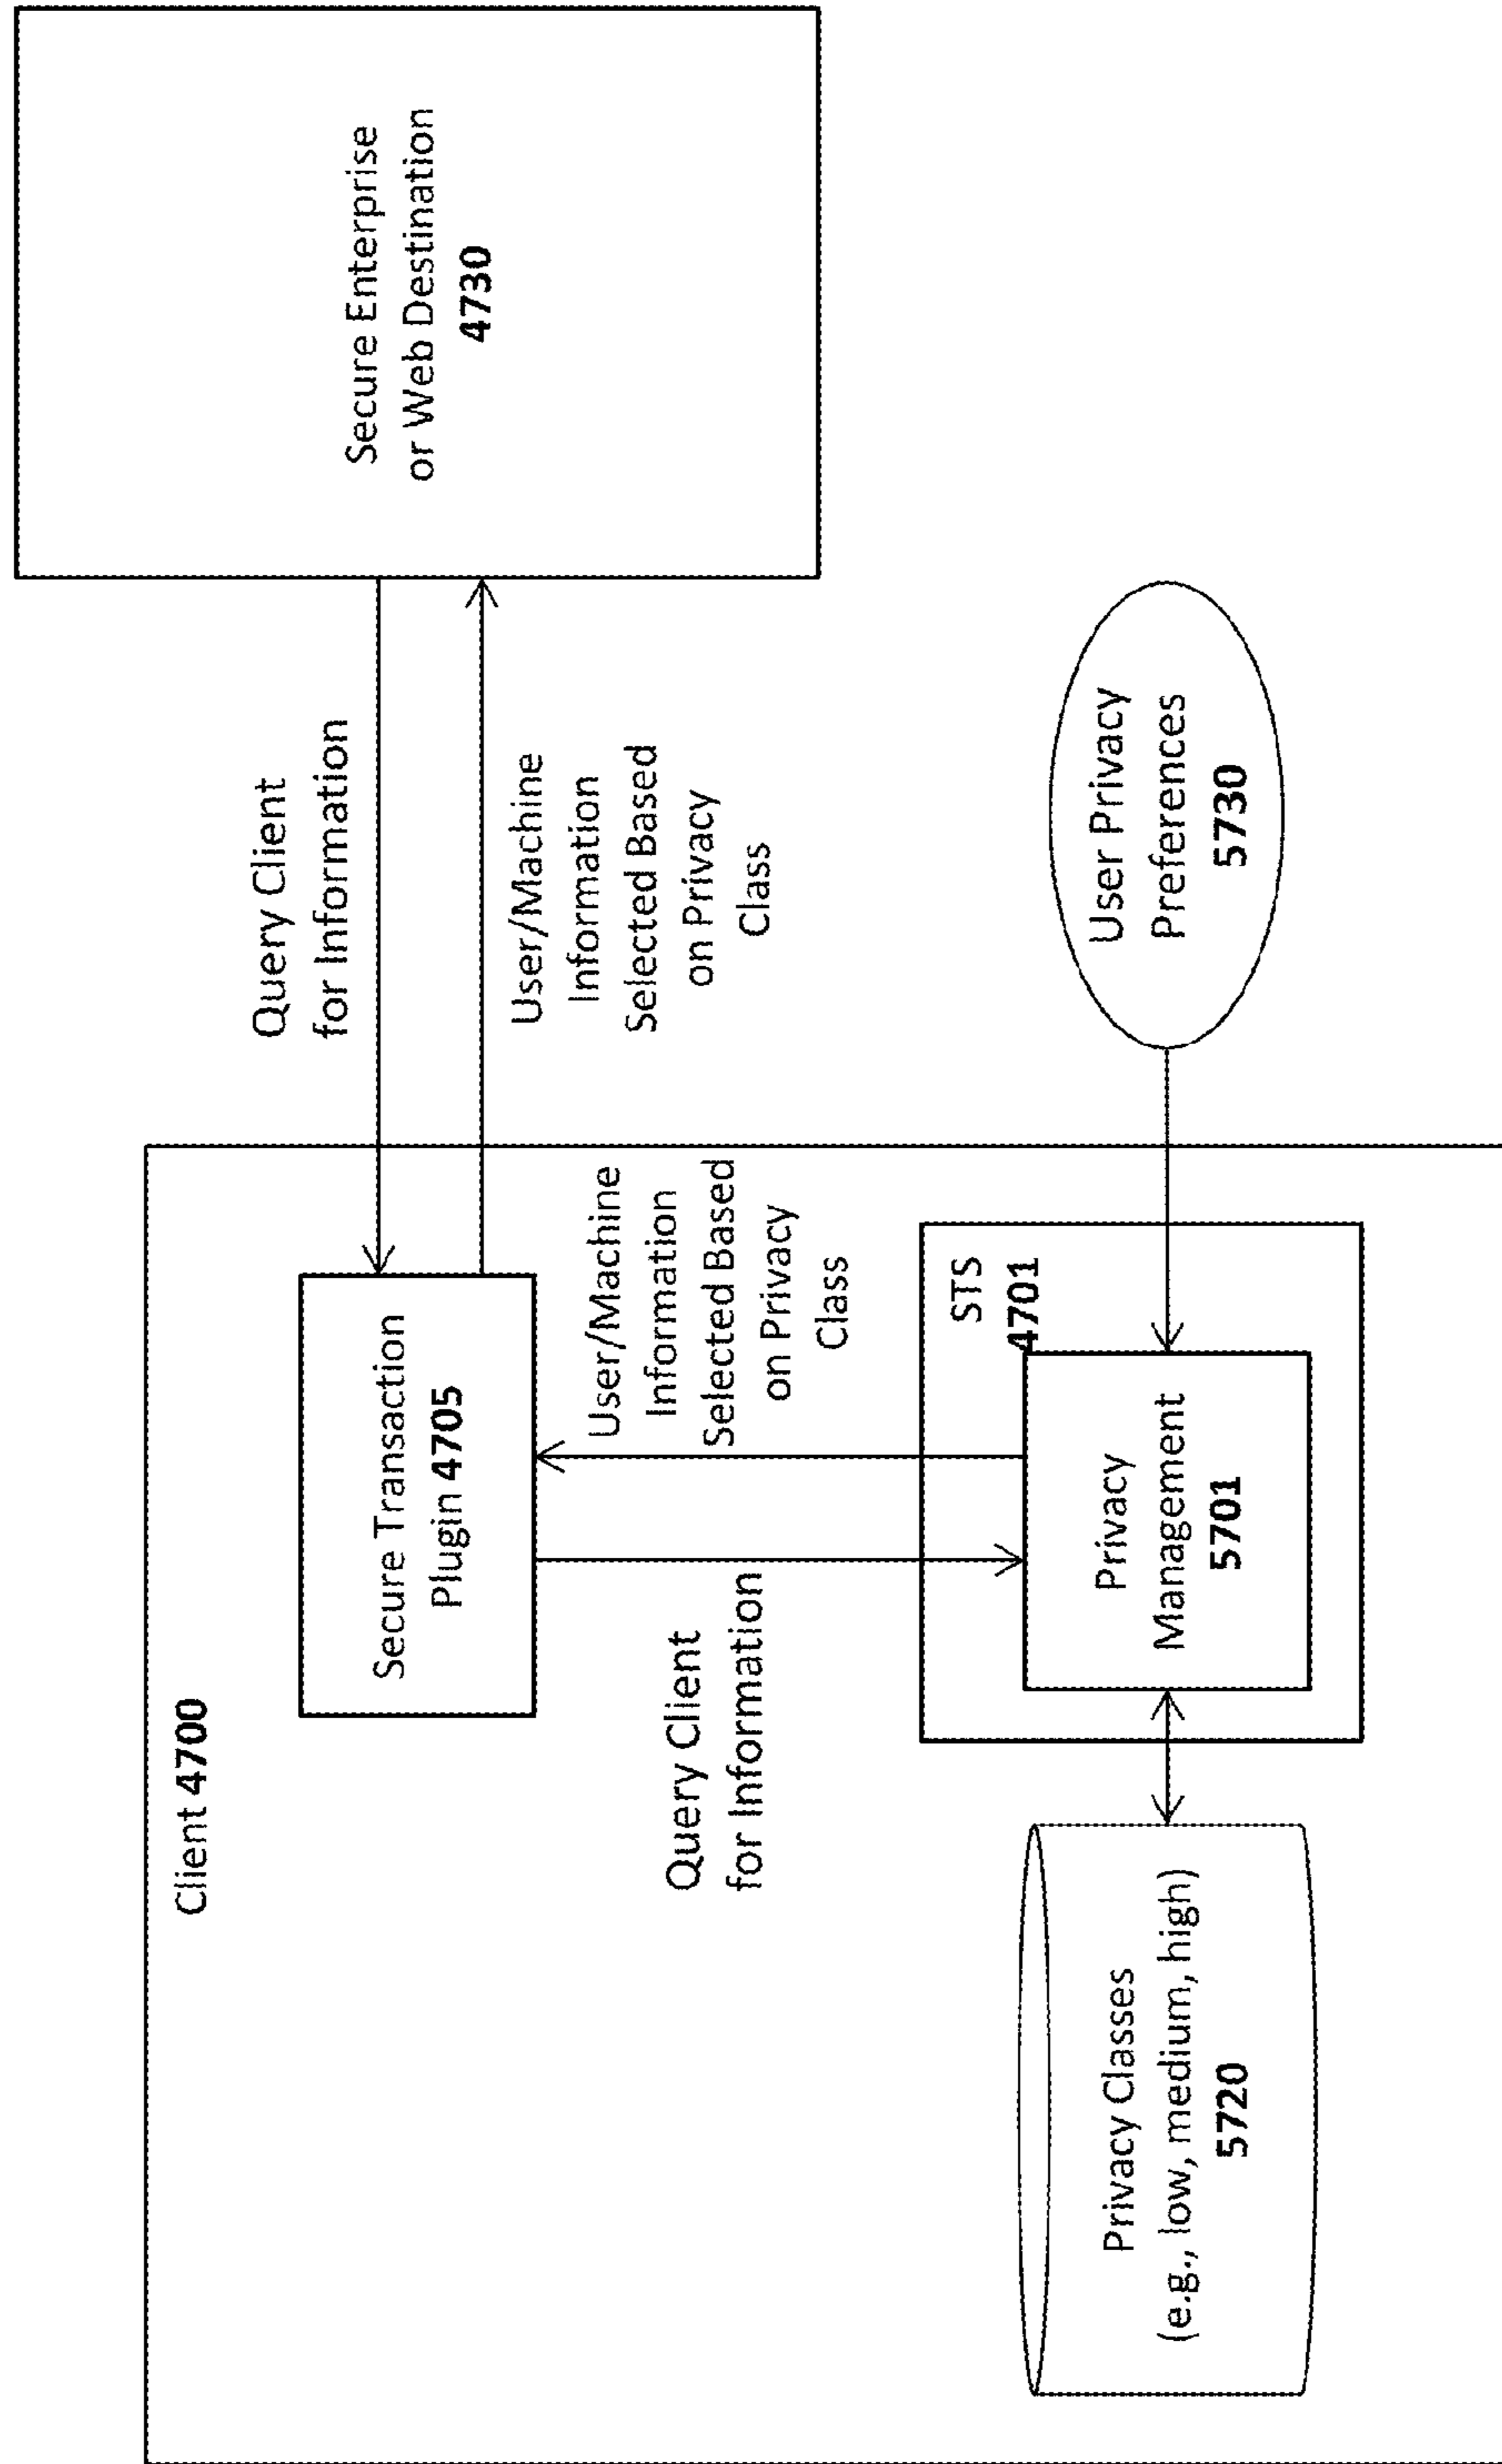 Client 4700
Secure Transaction
Plugin 4705
Query Client
for Information
User/Machine
Information
Selected Based
on Privacy
Class
Query Client
for Information
User/Machine
Information
Selected Based
on Privacy
Class
Secure Enterprise
or Web Destination
4730
STS
4701
Privacy
Management
5701
Privacy Classes
(e.g., low, medium, high)
5720
User Privacy
Preferences
5730